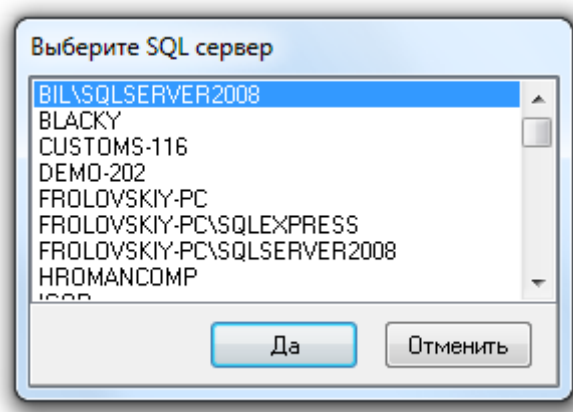 Выберите SQL сервер
BIL\SQLSERVER2008
BLACKY
CUSTOMS-116
DEMO-202
FROLOVSKIY-PC
FROLOVSKIY-PC\SQLEXPRESS
FROLOVSKIY-PC\SQLSERVER2008
HROMANCOMP
Да
Отменить